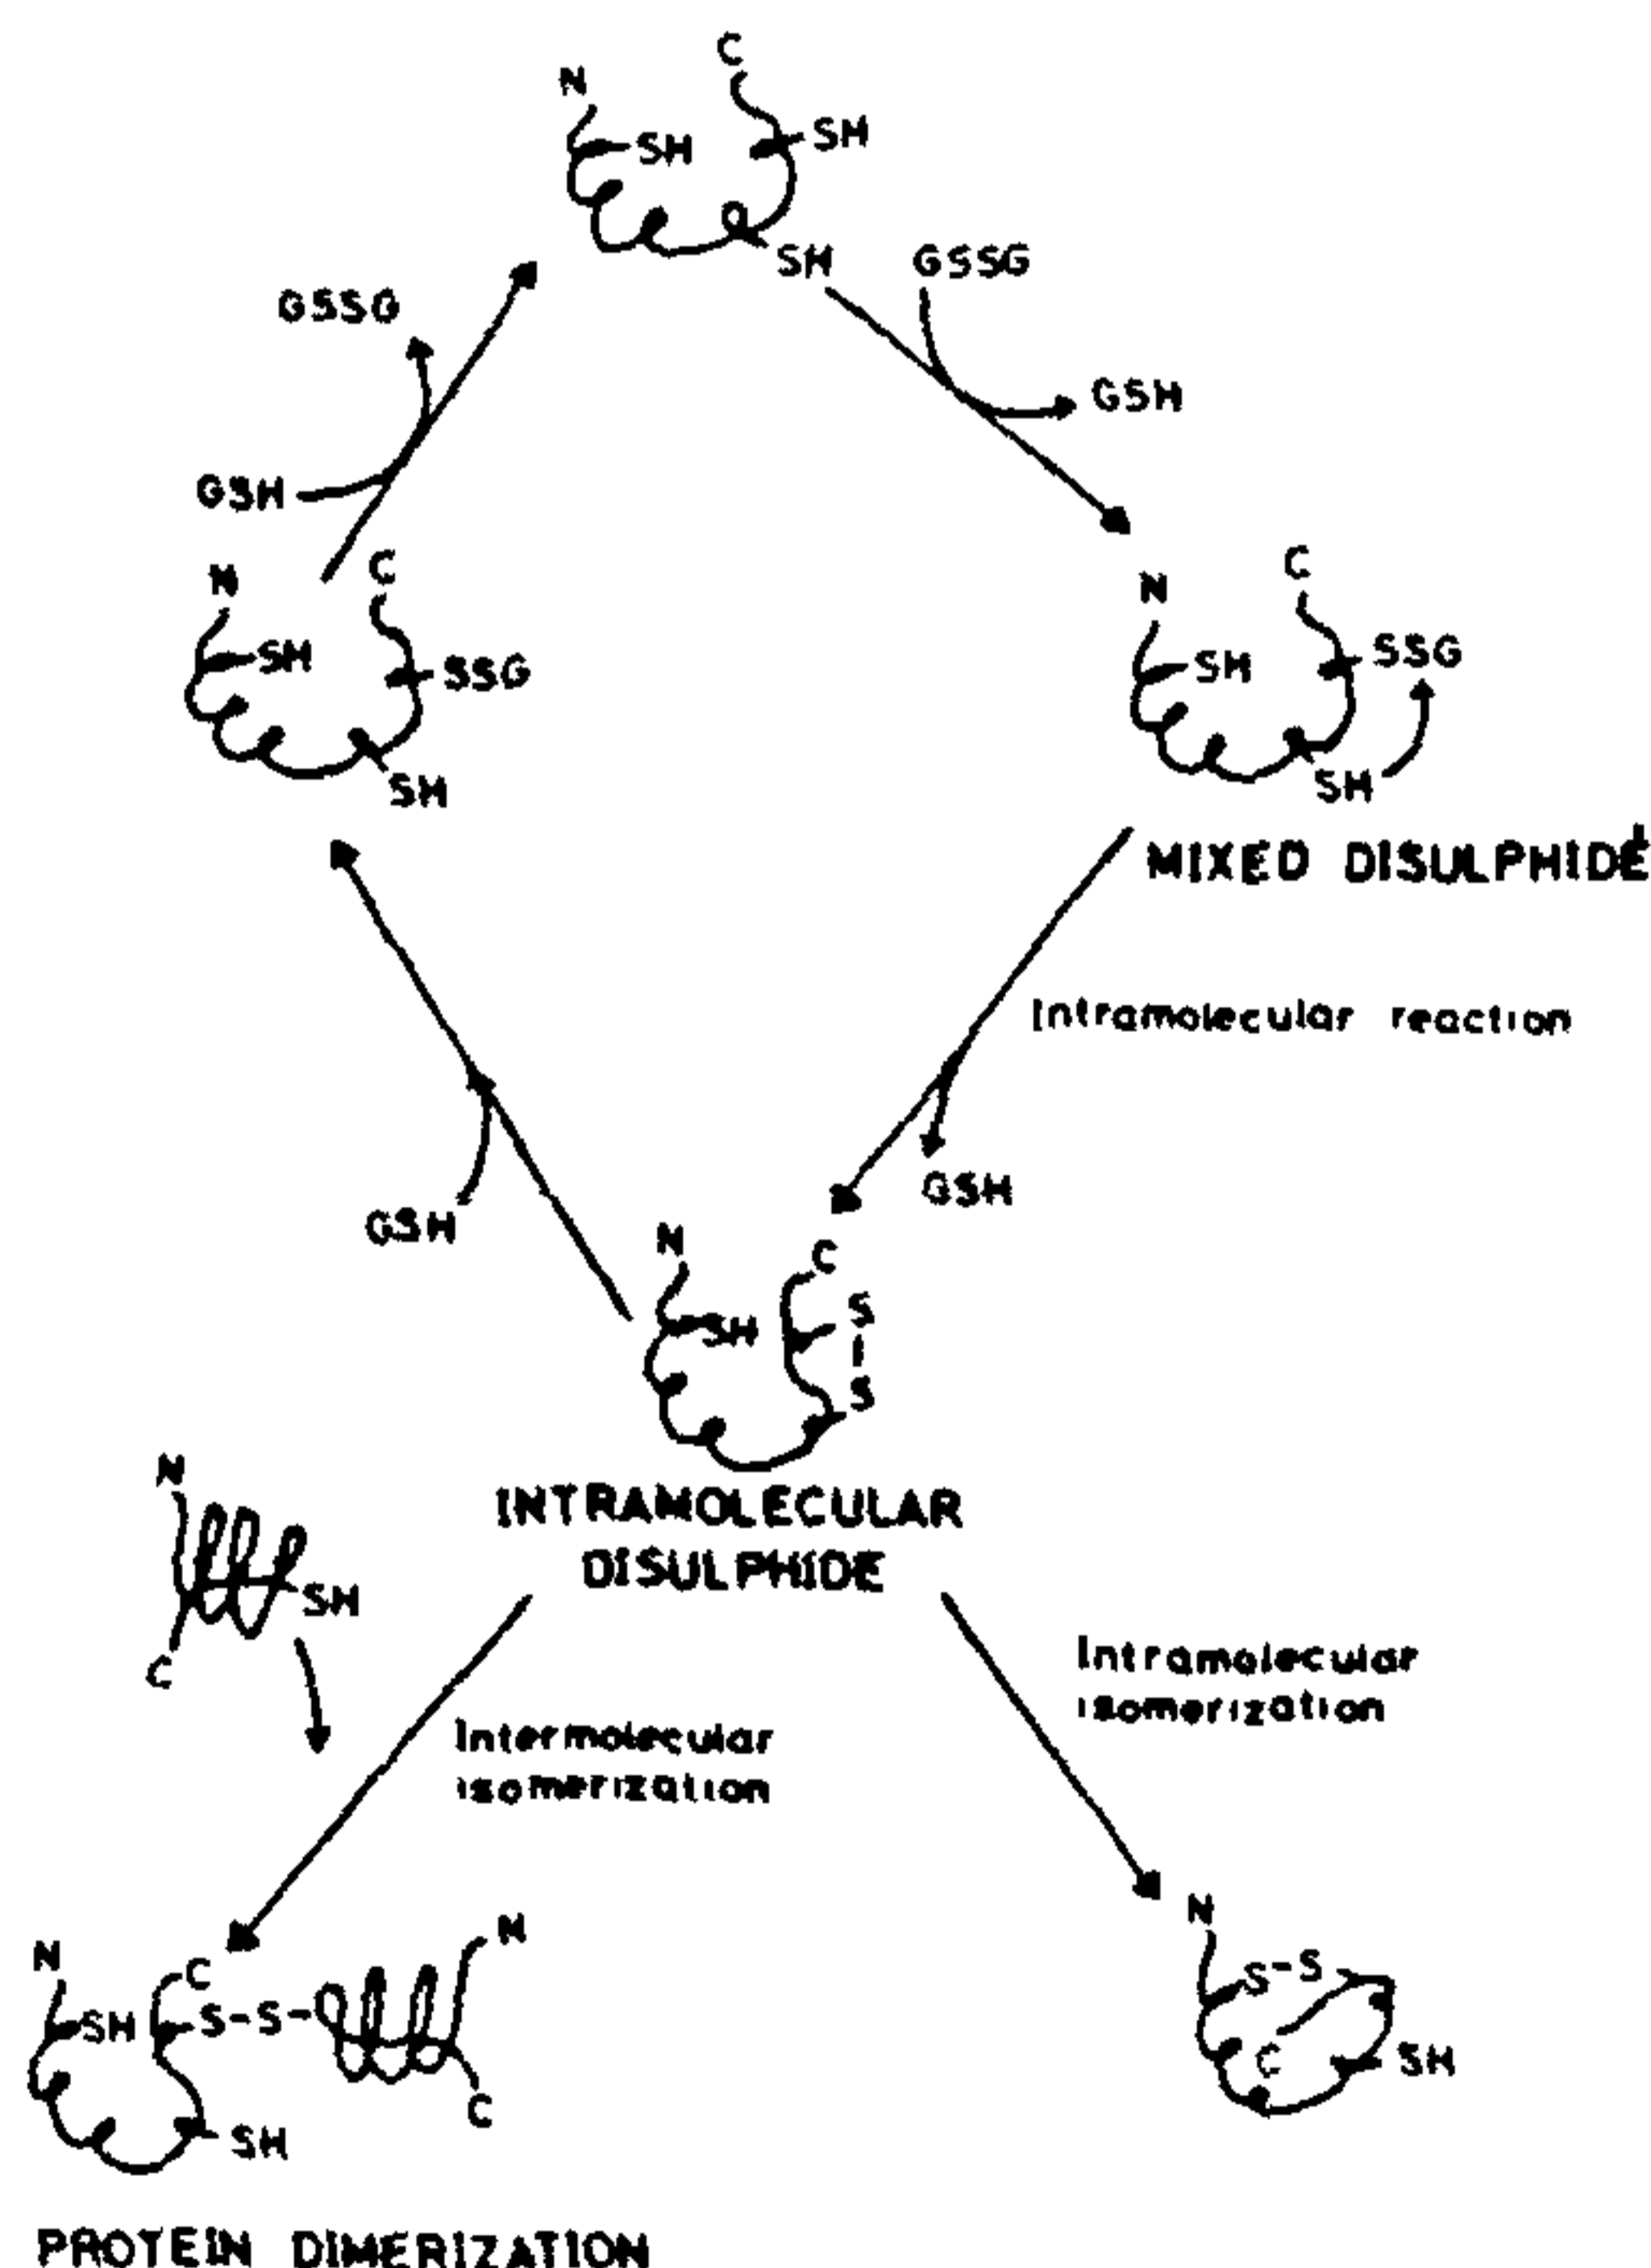 C
N
SH
SH
SH
GSSG
GSSG
GSH
GSH
N
C
SH
SSG
SH
N
C
SH
SSG
SH
MIXED DISULPHIDE
Intramolecular reaction
GSH
GSH
N
C
SH
S
S
INTRAMOLECULAR
DISULPHIDE
N
SH
C
Intermolecular
isomerization
Intramolecular
isomerization
N
C
SH
S-S-
N
C
SH
N
S-S
C
SH
PROTEIN DIMERIZATION